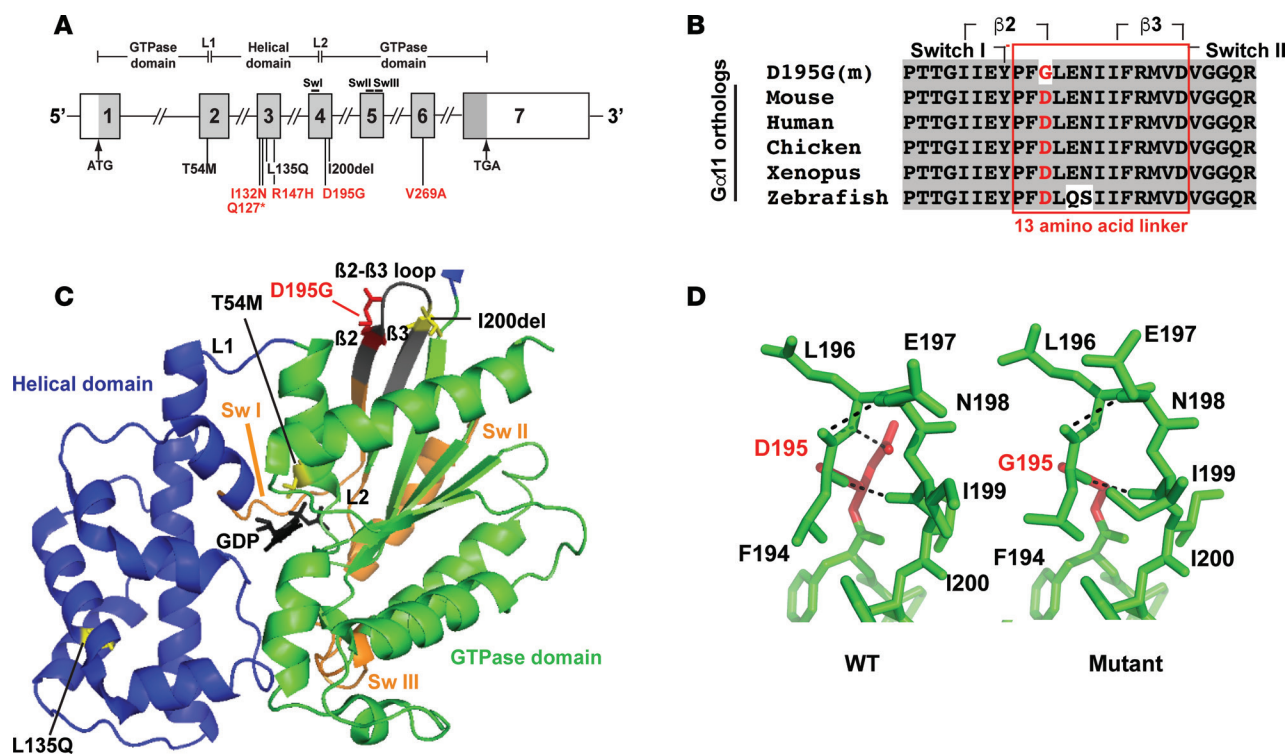 A
GTPase domain
L1
Helical domain
L2
GTPase domain
SwI
SwII SwIII
5' 1 2 3 4 5 6 7 3'
ATG
T54M
L135Q
I200del
TGA
I132N R147H D195G V269A
Q127*
B
β2 β3
Switch I Switch II
D195G(m) PTTGIIEYPFGLENIIFRMVDVGGQR
Mouse PTTGIIEYPFDLENIIFRMVDVGGQR
Human PTTGIIEYPFDLENIIFRMVDVGGQR
Chicken PTTGIIEYPFDLENIIFRMVDVGGQR
Xenopus PTTGIIEYPFDLENIIFRMVDVGGQR
Zebrafish PTTGIIEYPFDLQSIIFRMVDVGGQR
Gα11 orthologs
13 amino acid linker
C
ß2-ß3 loop
D195G
T54M
ß2 ß3
I200del
L1
Helical domain
Sw I
Sw II
L2
GDP
GTPase domain
Sw III
L135Q
D
L196
E197
N198
D195
I199
F194
I200
WT
L196
E197
N198
G195
I199
F194
I200
Mutant